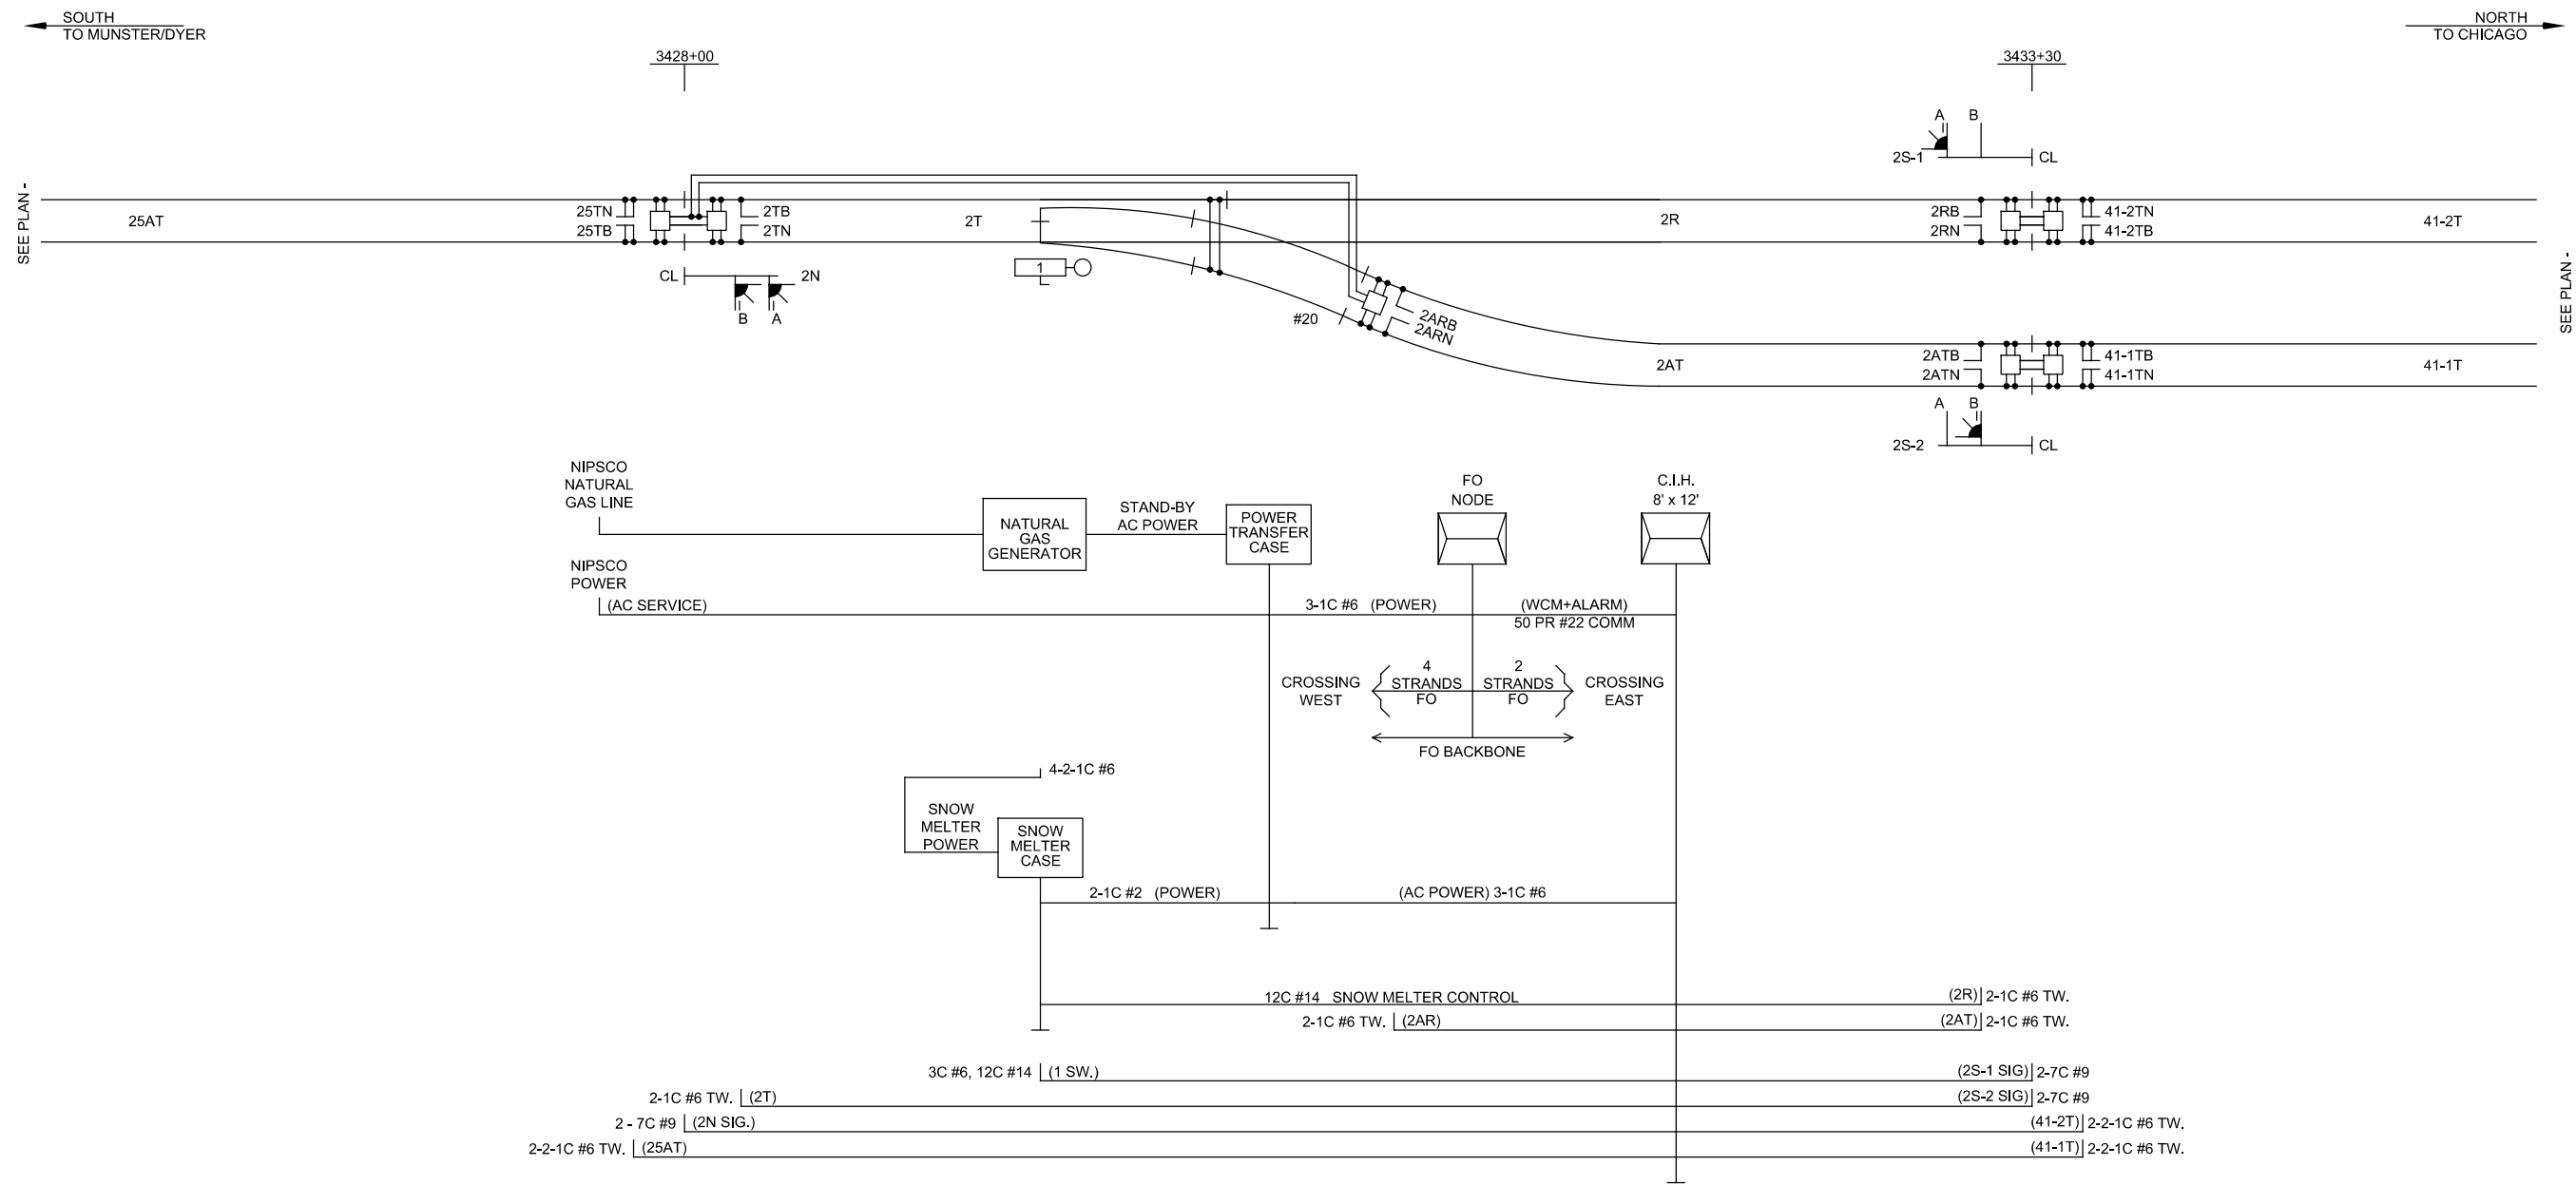 SOUTH
TO MUNSTER/DYER
NORTH
TO CHICAGO
3428+00
3433+30
A
B
2S-1
CL
SEE PLAN -
25AT
25TN
25TB
2TB
2TN
2T
2R
2RB
2RN
41-2TN
41-2TB
41-2T
CL
2N
B
A
1
#20
2ARB
2ARN
SEE PLAN -
2AT
2ATB
2ATN
41-1TB
41-1TN
41-1T
A
B
2S-2
CL
NIPSCO
NATURAL
GAS LINE
NATURAL
GAS
GENERATOR
STAND-BY
AC POWER
POWER
TRANSFER
CASE
FO
NODE
C.I.H.
8' x 12'
NIPSCO
POWER
(AC SERVICE)
3-1C #6 (POWER)
(WCM+ALARM)
50 PR #22 COMM
CROSSING
WEST
4
STRANDS
FO
2
STRANDS
FO
CROSSING
EAST
FO BACKBONE
4-2-1C #6
SNOW
MELTER
POWER
SNOW
MELTER
CASE
2-1C #2 (POWER)
(AC POWER) 3-1C #6
12C #14 SNOW MELTER CONTROL
(2R)
2-1C #6 TW.
2-1C #6 TW.
(2AR)
(2AT)
2-1C #6 TW.
3C #6, 12C #14
(1 SW.)
(2S-1 SIG)
2-7C #9
2-1C #6 TW.
(2T)
(2S-2 SIG)
2-7C #9
2 - 7C #9
(2N SIG.)
(41-2T)
2-2-1C #6 TW.
2-2-1C #6 TW.
(25AT)
(41-1T)
2-2-1C #6 TW.